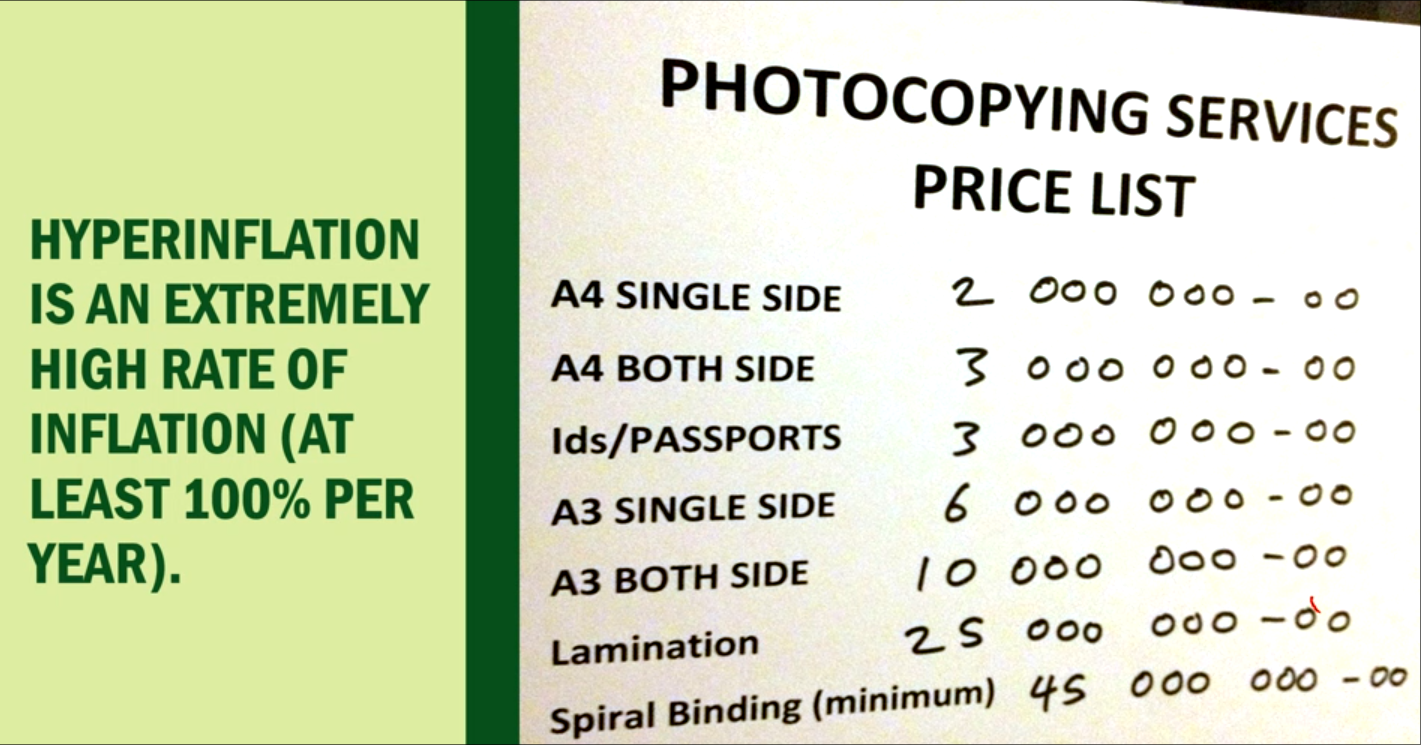 HYPERINFLATION
IS AN EXTREMELY
HIGH RATE OF
INFLATION (AT
LEAST 100% PER
YEAR).
PHOTOCOPYING SERVICES
PRICE LIST
A4 SINGLE SIDE 2 000 000 - 00
A4 BOTH SIDE 3 000 000 - 00
Ids/PASSPORTS 3 000 000 - 00
A3 SINGLE SIDE 6 000 000 - 00
A3 BOTH SIDE 10 000 000 - 00
Lamination 25 000 000 - 00
Spiral Binding (minimum) 45 000 000 - 00